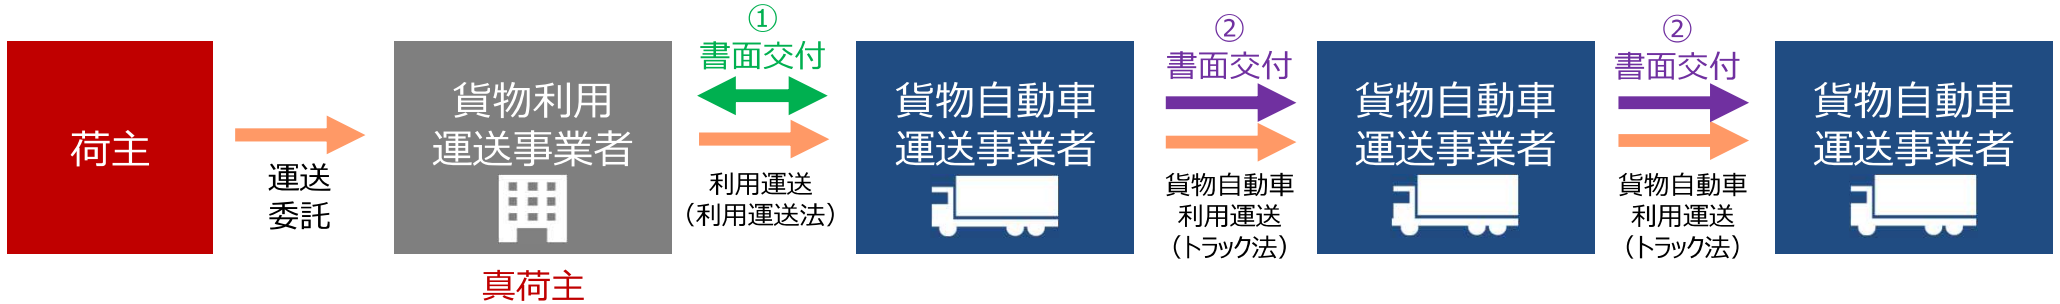 荷主
運送
委託
貨物利用
運送事業者
真荷主
①
書面交付
利用運送
（利用運送法）
貨物自動車
運送事業者
②
書面交付
貨物自動車
利用運送
（トラック法）
貨物自動車
運送事業者
②
書面交付
貨物自動車
利用運送
（トラック法）
貨物自動車
運送事業者